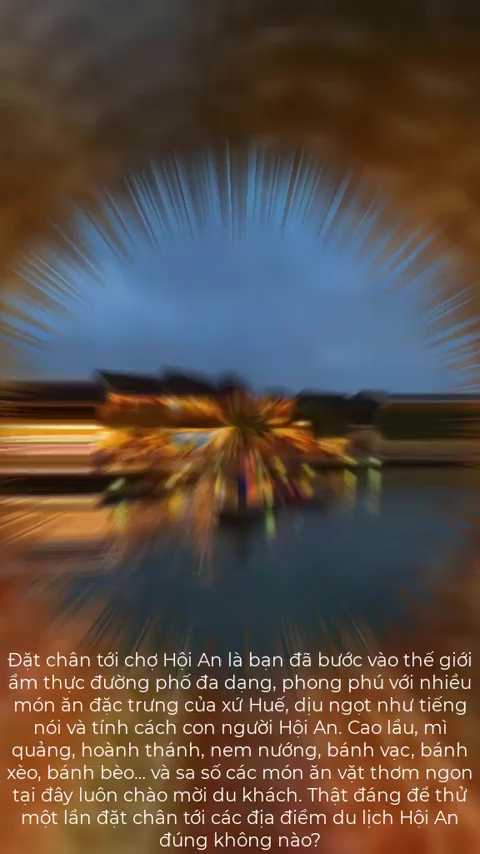 Đặt chân tới chợ Hội An là bạn đã bước vào thế giới
ẩm thực đường phố đa dạng, phong phú với nhiều
món ăn đặc trưng của xứ Huế, dịu ngọt như tiếng
nói và tính cách con người Hội An. Cao lầu, mì
quảng, hoành thánh, nem nướng, bánh vạc, bánh
xèo, bánh bèo... và sa số các món ăn vặt thơm ngon
tại đây luôn chào mời du khách. Thật đáng để thử
một lần đặt chân tới các địa điểm du lịch Hội An
đúng không nào?